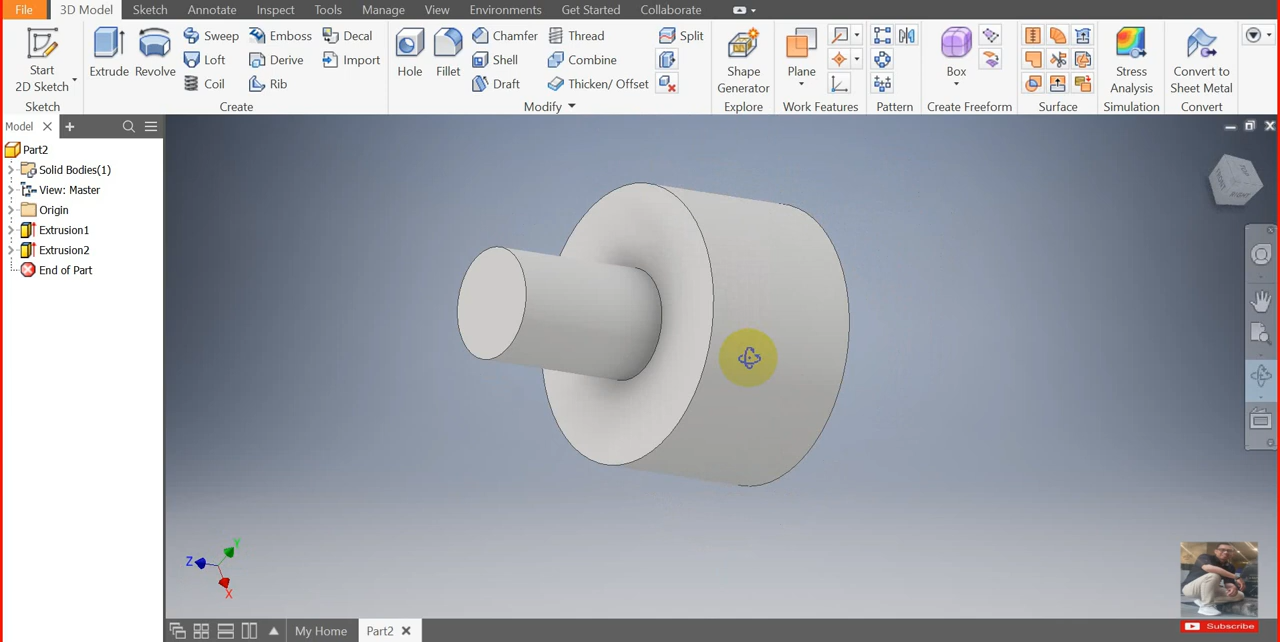 File 3D Model Sketch Annotate Inspect Tools Manage View Environments Get Started Collaborate
Start
2D Sketch
Extrude
Revolve
Sweep
Loft
Coil
Emboss
Derive
Rib
Decal
Import
Hole
Fillet
Chamfer
Shell
Draft
Thread
Combine
Thicken/ Offset
Split
Shape
Generator
Plane
Box
Stress
Analysis
Convert to
Sheet Metal
Sketch Create Modify Explore Work Features Pattern Create Freeform Surface Simulation Convert
Model
Part2
Solid Bodies(1)
View: Master
Origin
Extrusion1
Extrusion2
End of Part
Z
Y
X
Subscribe
My Home Part2